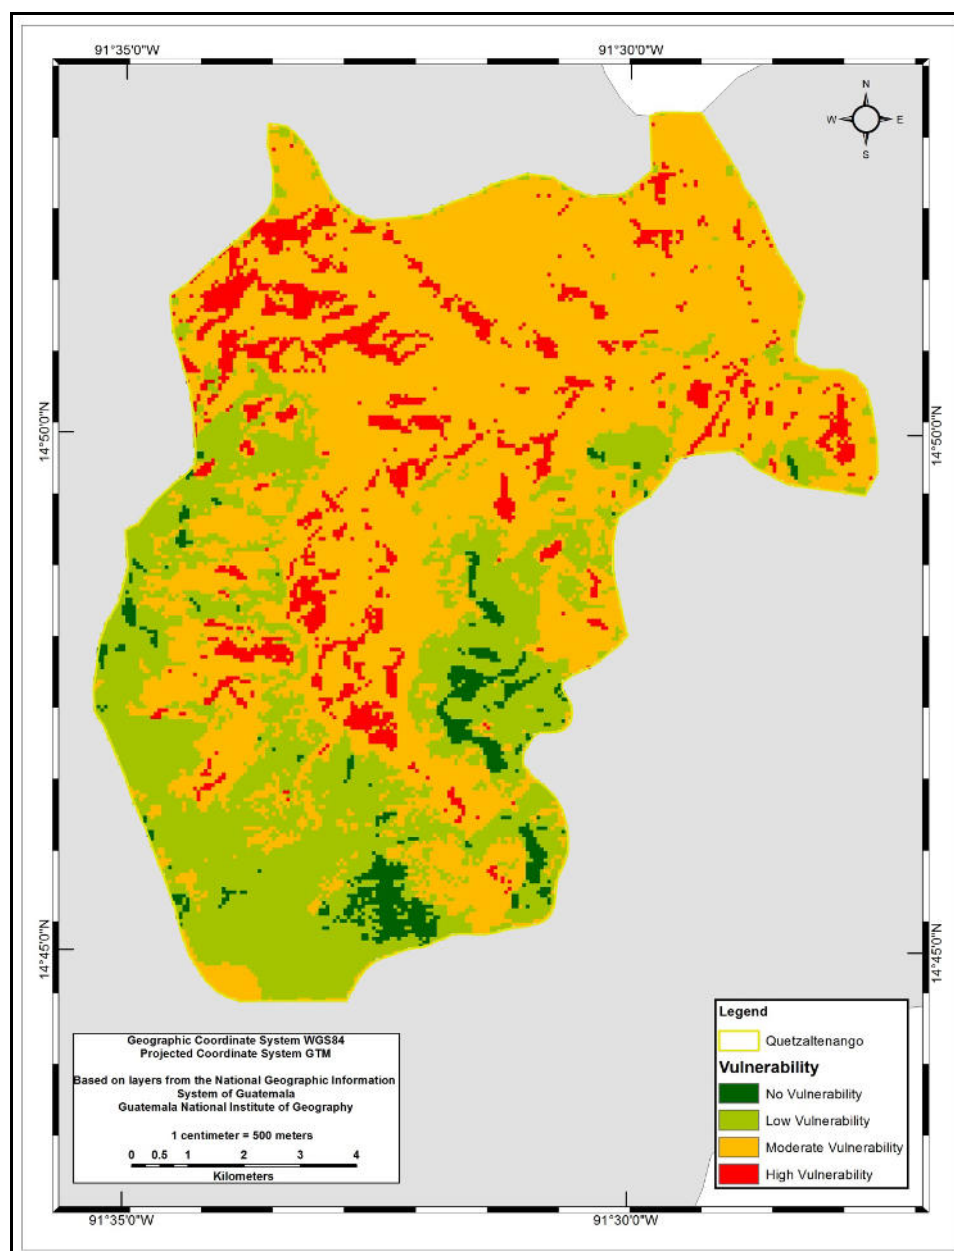 91°35'0"W
91°30'0"W
N
W
E
S
14°50'0"N
14°50'0"N
14°45'0"N
14°45'0"N
Legend
Quetzaltenango
Vulnerability
No Vulnerability
Low Vulnerability
Moderate Vulnerability
High Vulnerability
Geographic Coordinate System WGS84
Projected Coordinate System GTM
Based on layers from the National Geographic Information
System of Guatemala
Guatemala National Institute of Geography
1 centimeter = 500 meters
0 0.5 1 2 3 4
Kilometers
91°35'0"W
91°30'0"W